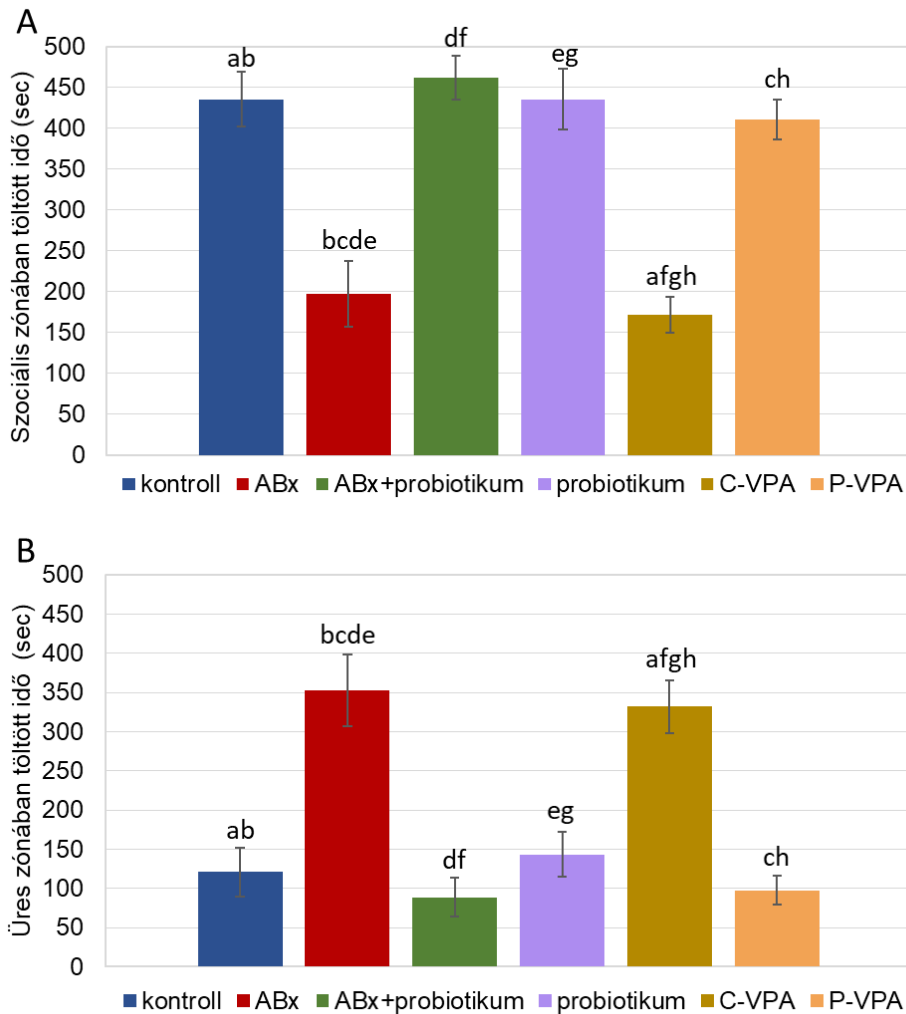 A
Szociális zónában töltött idő (sec)
500
450
400
350
300
250
200
150
100
50
0
ab
bcde
df
eg
afgh
ch
kontroll ABx ABx+probiotikum probiotikum C-VPA P-VPA
B
Üres zónában töltött idő (sec)
500
450
400
350
300
250
200
150
100
50
0
ab
bcde
df
eg
afgh
ch
kontroll ABx ABx+probiotikum probiotikum C-VPA P-VPA